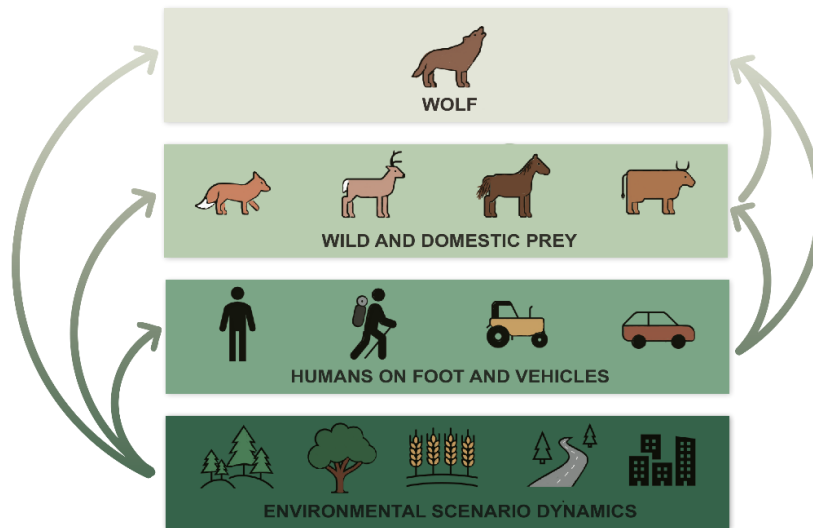 WOLF
WILD AND DOMESTIC PREY
HUMANS ON FOOT AND VEHICLES
ENVIRONMENTAL SCENARIO DYNAMICS